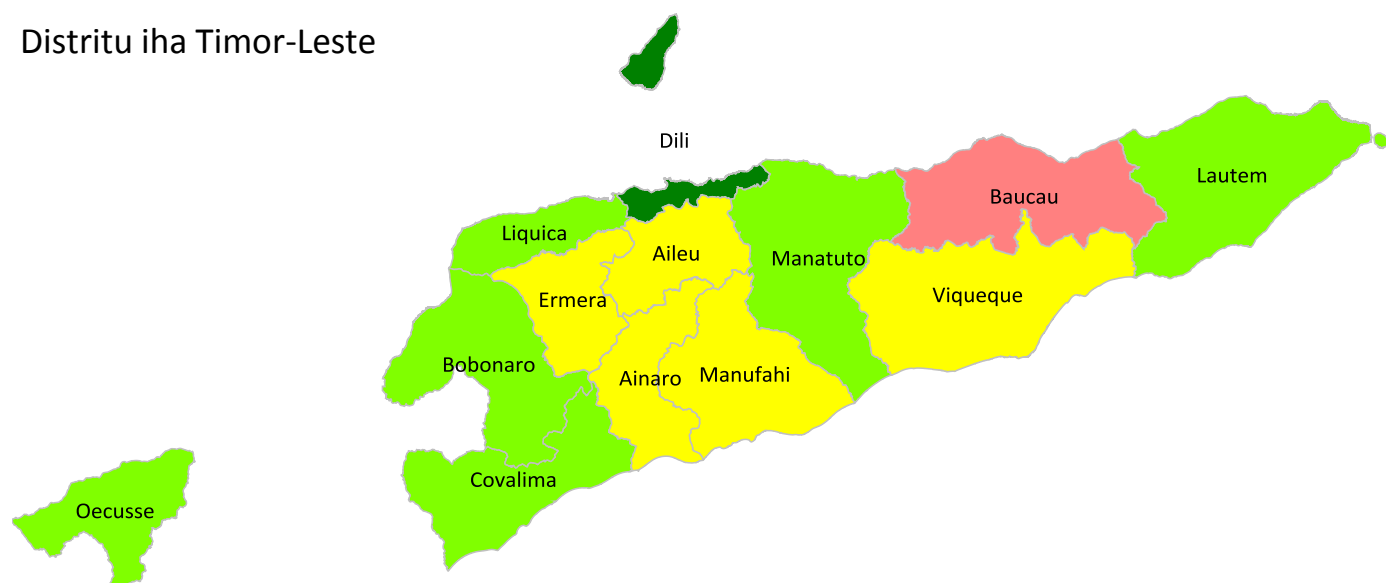 Distritu iha Timor-Leste
Dili
Baucau
Lautem
Liquica
Aileu
Manatuto
Ermera
Viqueque
Bobonaro
Ainaro
Manufahi
Covalima
Oecusse